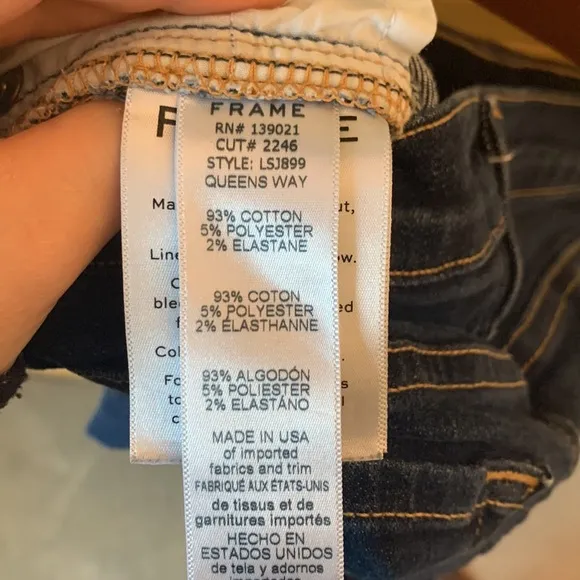 FRAME
RN# 139021
CUT# 2246
STYLE: LSJ899
QUEENS WAY
93% COTTON
5% POLYESTER
2% ELASTANE
93% COTON
5% POLYESTER
2% ÉLASTHANNE
93% ALGODÓN
5% POLIESTER
2% ELASTÁNO
MADE IN USA
of imported
fabrics and trim
FABRIQUÉ AUX ÉTATS-UNIS
de tissus et de
garnitures importés
HECHO EN
ESTADOS UNIDOS
de tela y adornos